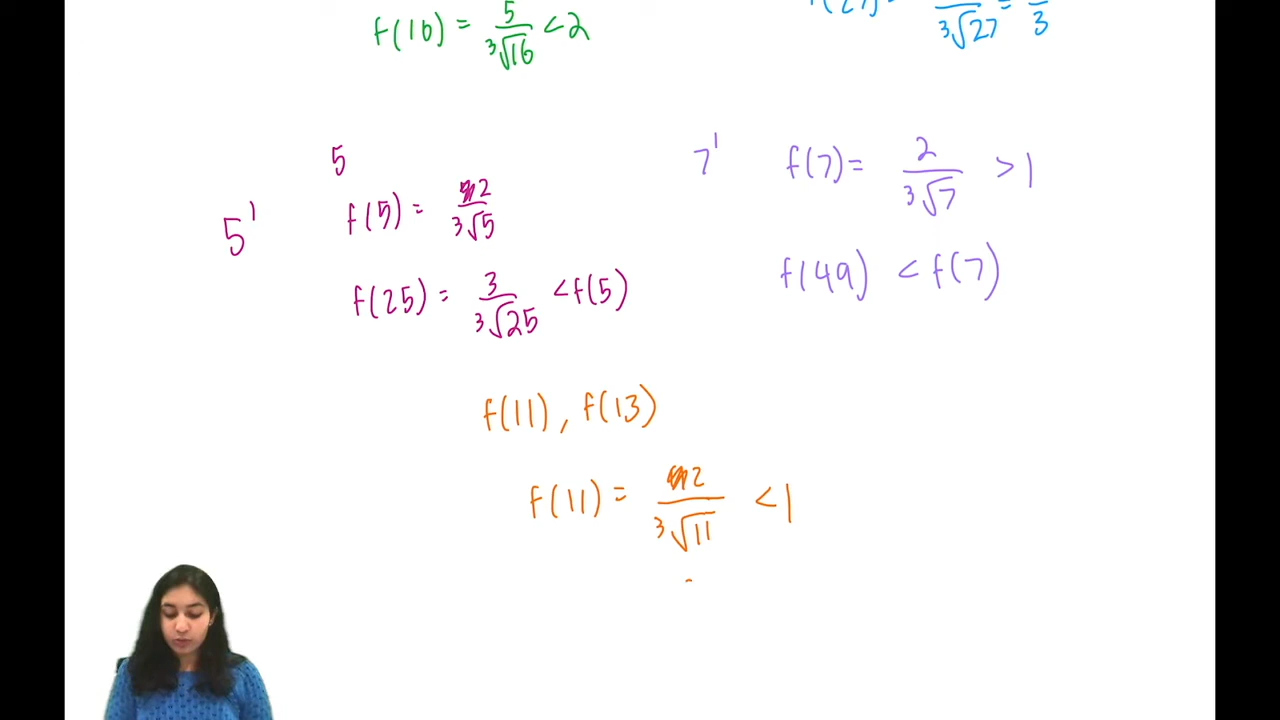 f(16) = 5/∛16 < 2
∛27 = 3
5
f(5) = 2/∛5
5¹
f(25) = 3/∛25 < f(5)
7¹ f(7) = 2/∛7 > 1
f(49) < f(7)
f(11), f(13)
f(11) = 2/∛11 < 1